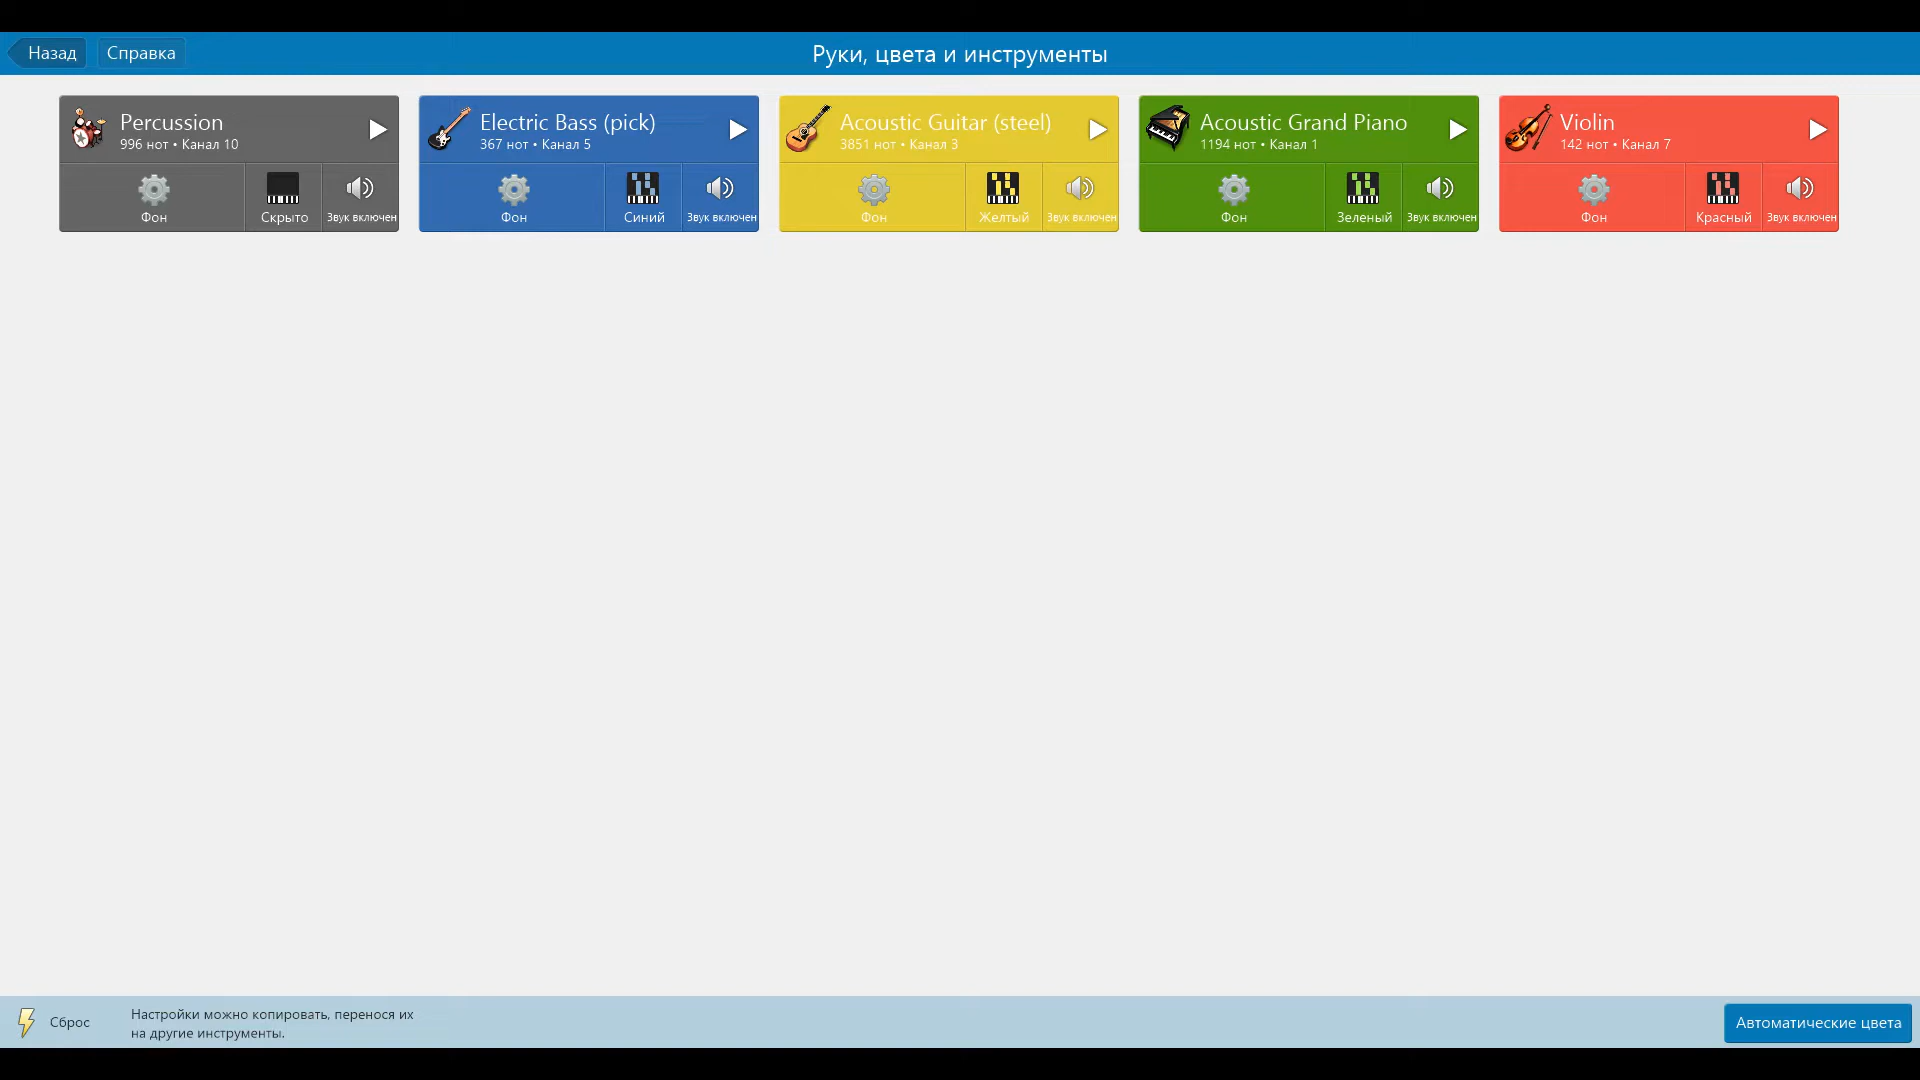 Назад
Справка
Руки, цвета и инструменты
Percussion
996 нот • Канал 10
Фон
Скрыто
Звук включен
Electric Bass (pick)
367 нот • Канал 5
Фон
Синий
Звук включен
Acoustic Guitar (steel)
3851 нот • Канал 3
Фон
Желтый
Звук включен
Acoustic Grand Piano
1194 нот • Канал 1
Фон
Зеленый
Звук включен
Violin
142 нот • Канал 7
Фон
Красный
Звук включен
Сброс
Настройки можно копировать, перенося их
на другие инструменты.
Автоматические цвета